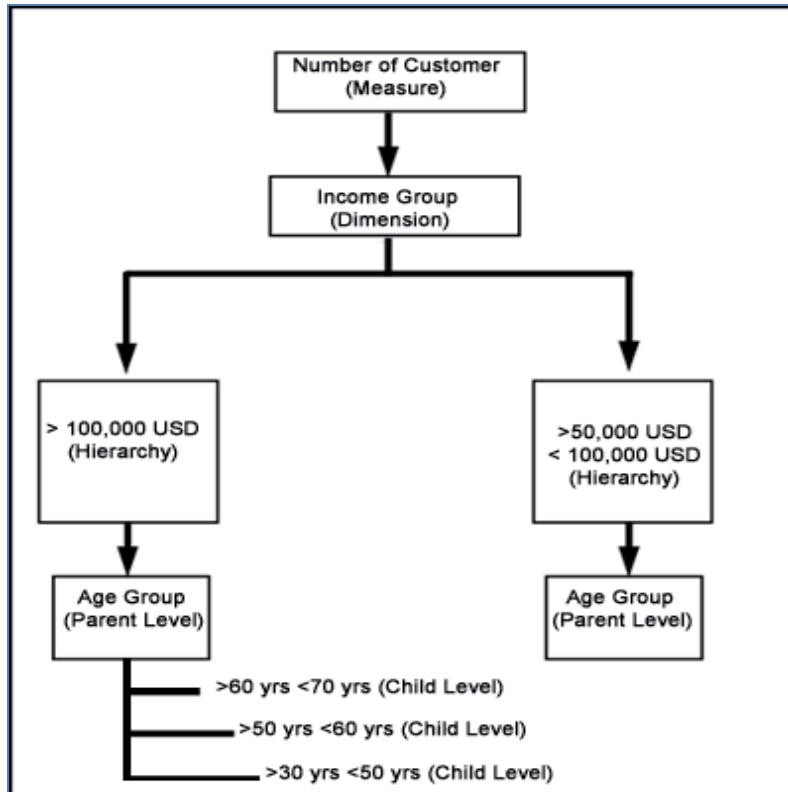 Number of Customer
(Measure)
Income Group
(Dimension)
> 100,000 USD
(Hierarchy)
>50,000 USD
< 100,000 USD
(Hierarchy)
Age Group
(Parent Level)
Age Group
(Parent Level)
>60 yrs <70 yrs (Child Level)
>50 yrs <60 yrs (Child Level)
>30 yrs <50 yrs (Child Level)